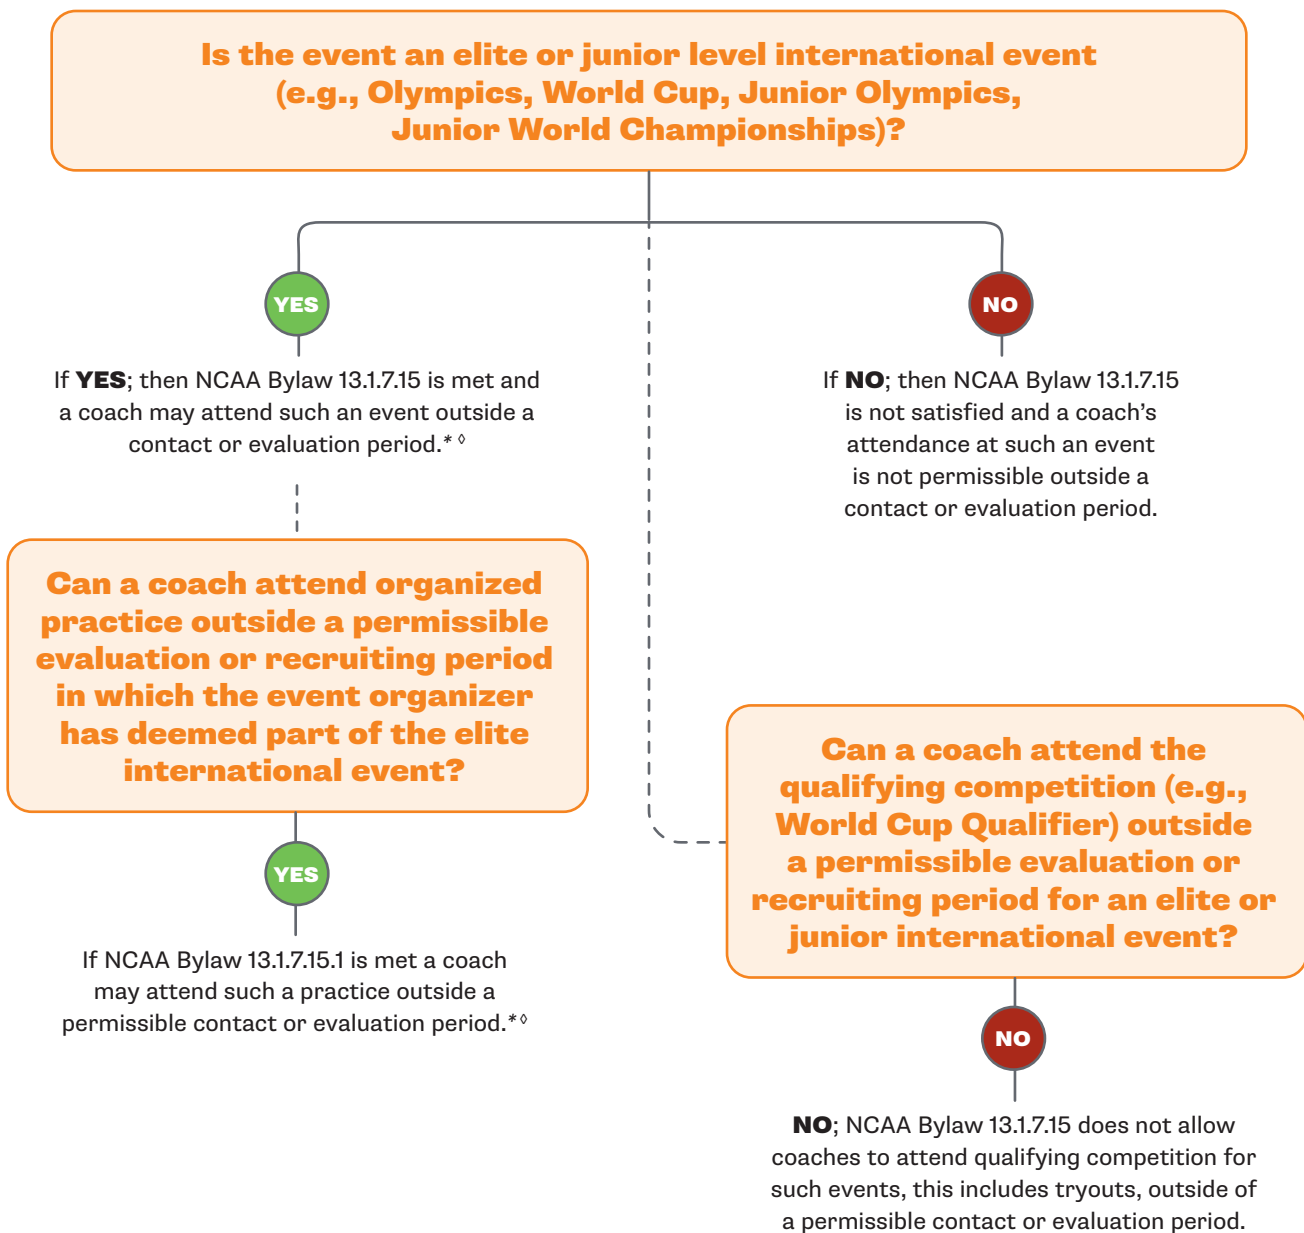 Is the event an elite or junior level international event
(e.g., Olympics, World Cup, Junior Olympics,
Junior World Championships)?
YES
If YES; then NCAA Bylaw 13.1.7.15 is met and
a coach may attend such an event outside a
contact or evaluation period.* ◊
NO
If NO; then NCAA Bylaw 13.1.7.15
is not satisfied and a coach's
attendance at such an event
is not permissible outside a
contact or evaluation period.
Can a coach attend organized
practice outside a permissible
evaluation or recruiting period
in which the event organizer
has deemed part of the elite
international event?
YES
If NCAA Bylaw 13.1.7.15.1 is met a coach
may attend such a practice outside a
permissible contact or evaluation period.* ◊
Can a coach attend the
qualifying competition (e.g.,
World Cup Qualifier) outside
a permissible evaluation or
recruiting period for an elite or
junior international event?
NO
NO; NCAA Bylaw 13.1.7.15 does not allow
coaches to attend qualifying competition for
such events, this includes tryouts, outside of
a permissible contact or evaluation period.